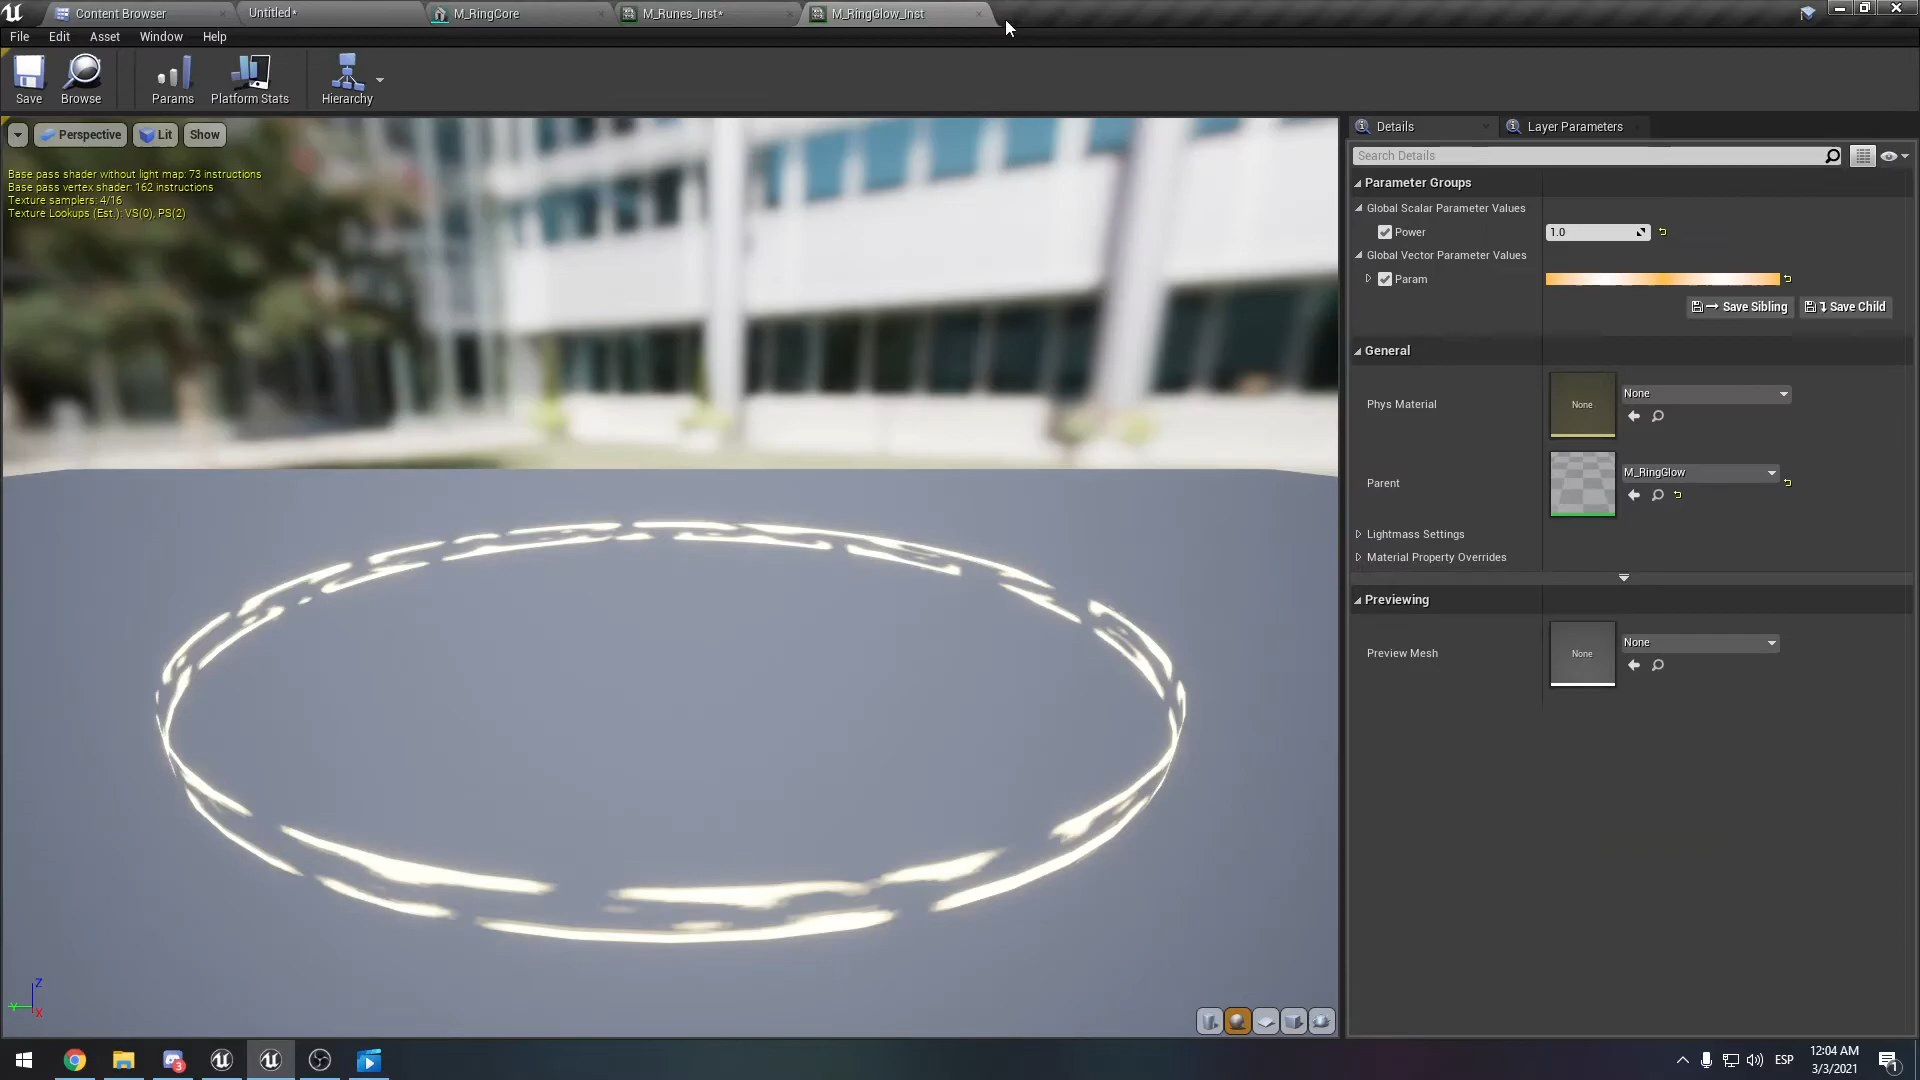 Content Browser
Untitled*
M_RingCore
M_Runes_Inst*
M_RingGlow_Inst
File
Edit
Asset
Window
Help
Save
Browse
Params
Platform Stats
Hierarchy
Perspective
Lit
Show
Base pass shader without light map: 73 instructions
Base pass vertex shader: 162 instructions
Texture samplers: 4/16
Texture Lookups (Est.): VS(0), PS(2)
Z
Y
X
Details
Layer Parameters
Search Details
Parameter Groups
Global Scalar Parameter Values
Power
1.0
Global Vector Parameter Values
Param
Save Sibling
Save Child
General
Phys Material
None
None
Parent
M_RingGlow
Lightmass Settings
Material Property Overrides
Previewing
Preview Mesh
None
None
3
ESP
12:04 AM
3/3/2021
1